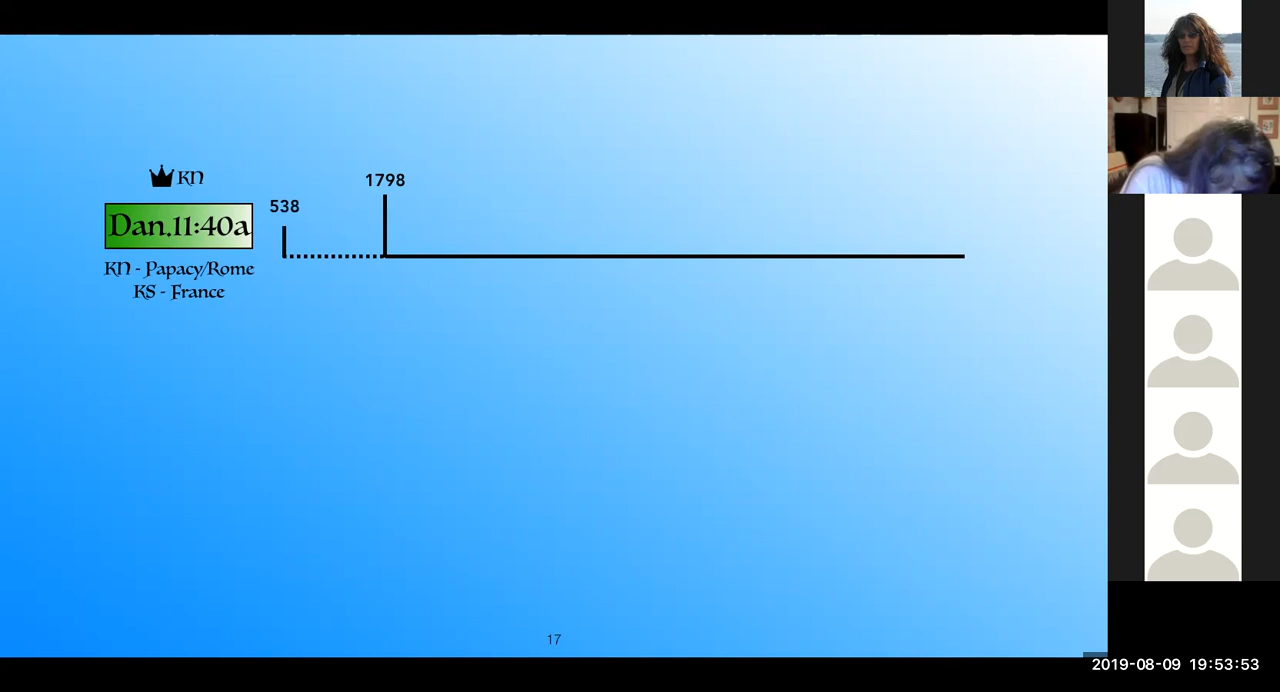 KN
Dan.11:40a
KN - Papacy/Rome
KS - France
538
1798
17
2019-08-09 19:53:53